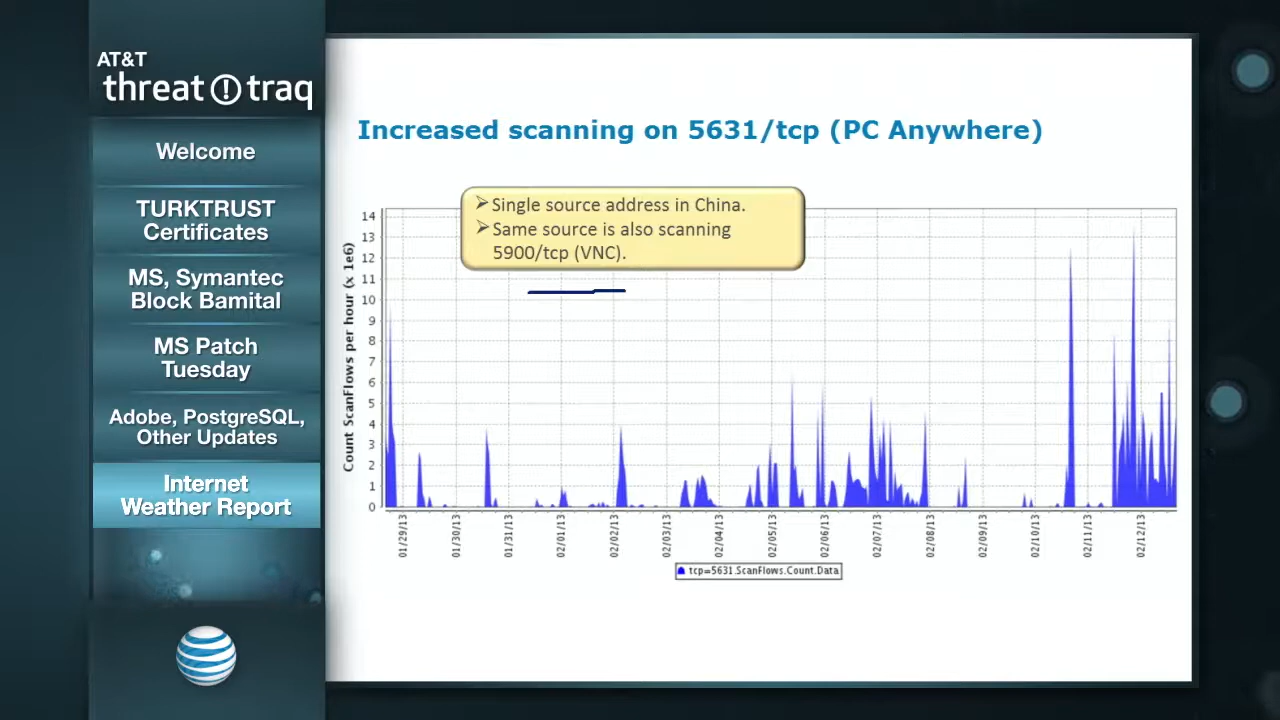 AT&T
threat traq
Welcome
TURKTRUST
Certificates
MS, Symantec
Block Bamital
MS Patch
Tuesday
Adobe, PostgreSQL,
Other Updates
Internet
Weather Report
Increased scanning on 5631/tcp (PC Anywhere)
➢ Single source address in China.
➢ Same source is also scanning
5900/tcp (VNC).
Count ScanFlows per hour (x 1e6)
14
13
12
11
10
9
8
7
6
5
4
3
2
1
0
01/29/13
01/30/13
01/31/13
02/01/13
02/02/13
02/03/13
02/04/13
02/05/13
02/06/13
02/07/13
02/08/13
02/09/13
02/10/13
02/11/13
02/12/13
tcp=5631.ScanFlows.Count.Data